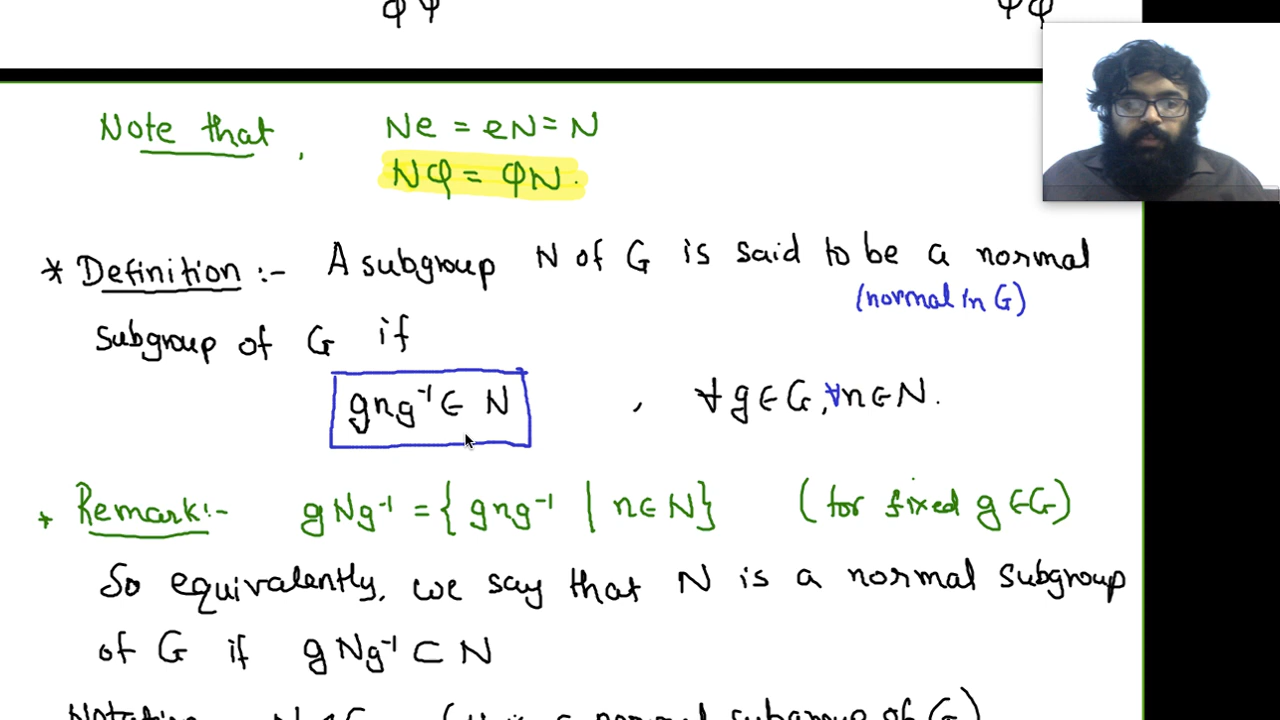 φ φ φ φ
Note that, Ne = eN = N
Nφ = φN.
* Definition :- A subgroup N of G is said to be a normal
(normal in G)
subgroup of G if
gng⁻¹ ∈ N , ∀ g ∈ G, ∀ n ∈ N.
* Remark :- gNg⁻¹ = { gng⁻¹ | n ∈ N } (for fixed g ∈ G)
So equivalently, we say that N is a normal subgroup
of G if gNg⁻¹ ⊂ N